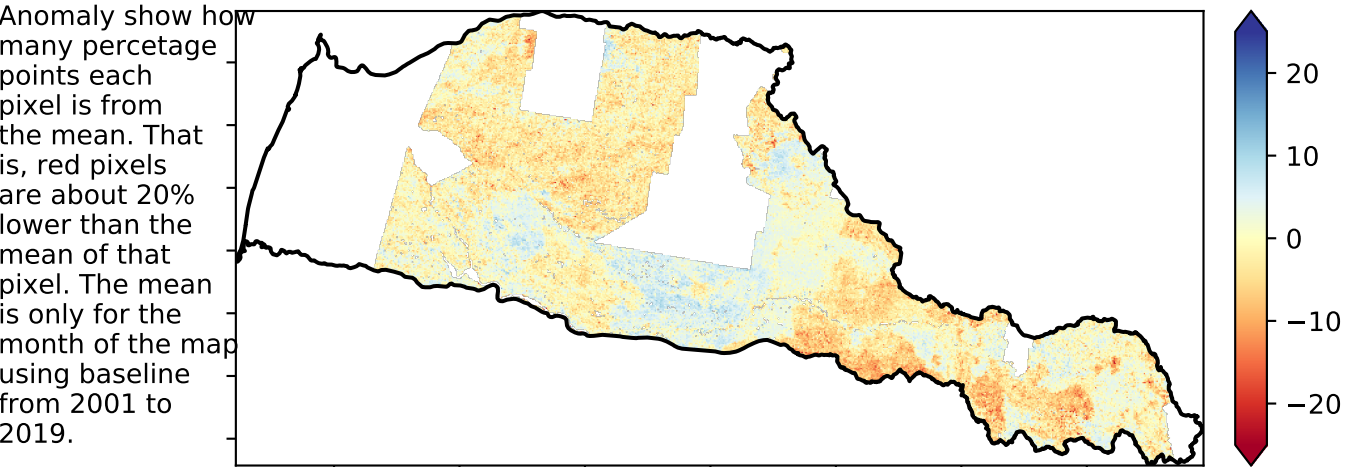 Anomaly show how
many percetage
points each
pixel is from
the mean. That
is, red pixels
are about 20%
lower than the
mean of that
pixel. The mean
is only for the
month of the map
using baseline
from 2001 to
2019.
20
10
0
−10
−20